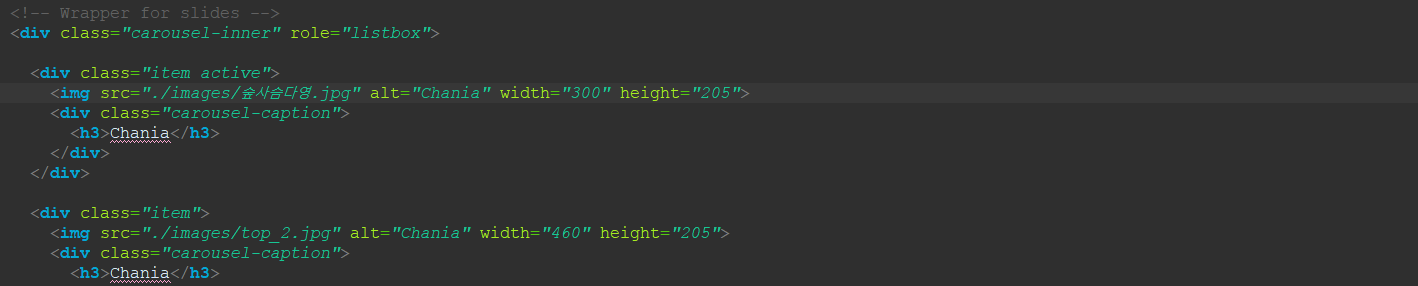 <!-- Wrapper for slides -->
<div class="carousel-inner" role="listbox">
<div class="item active">
<img src="./images/숲사슴다영.jpg" alt="Chania" width="300" height="205">
<div class="carousel-caption">
<h3>Chania</h3>
</div>
</div>
<div class="item">
<img src="./images/top_2.jpg" alt="Chania" width="460" height="205">
<div class="carousel-caption">
<h3>Chania</h3>